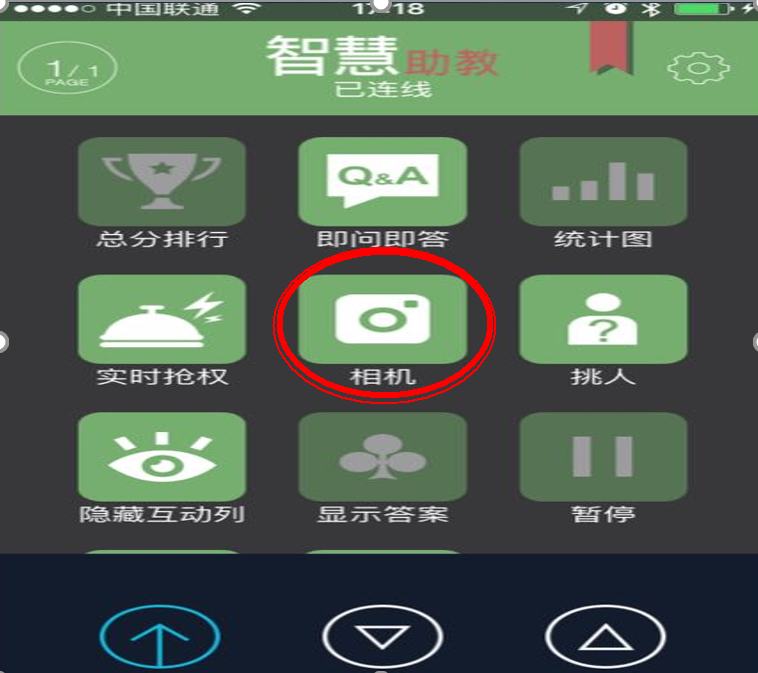 中国联通
1/1
PAGE
智慧助教
已连线
Q&A
总分排行
即问即答
统计图
?
实时抢权
相机
挑人
隐藏互动列
显示答案
暂停